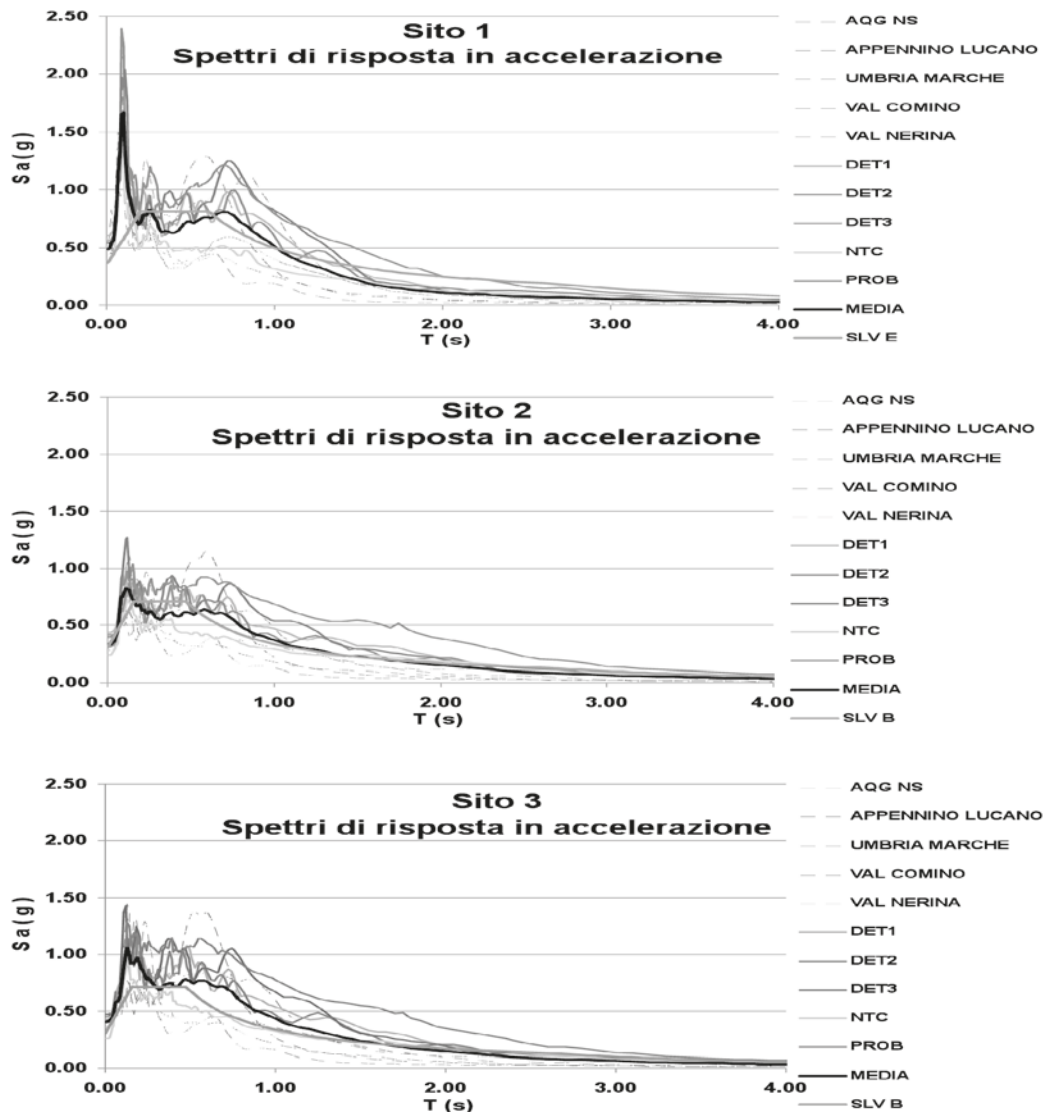 Sito 1
Spettri di risposta in accelerazione
Sa(g)
2.50
2.00
1.50
1.00
0.50
0.00
0.00 1.00 2.00 3.00 4.00
T (s)
AQG NS
APPENNINO LUCANO
UMBRIA MARCHE
VAL COMINO
VAL NERINA
DET1
DET2
DET3
NTC
PROB
MEDIA
SLV E
Sito 2
Spettri di risposta in accelerazione
Sa(g)
2.50
2.00
1.50
1.00
0.50
0.00
0.00 1.00 2.00 3.00 4.00
T (s)
AQG NS
APPENNINO LUCANO
UMBRIA MARCHE
VAL COMINO
VAL NERINA
DET1
DET2
DET3
NTC
PROB
MEDIA
SLV B
Sito 3
Spettri di risposta in accelerazione
Sa(g)
2.50
2.00
1.50
1.00
0.50
0.00
0.00 1.00 2.00 3.00 4.00
T (s)
AQG NS
APPENNINO LUCANO
UMBRIA MARCHE
VAL COMINO
VAL NERINA
DET1
DET2
DET3
NTC
PROB
MEDIA
SLV B